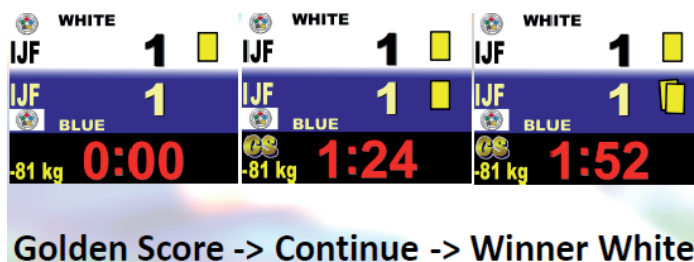 WHITE
IJF 1
IJF 1
BLUE
-81 kg 0:00
WHITE
IJF 1
IJF 1
BLUE
GS
-81 kg 1:24
WHITE
IJF 1
IJF 1
BLUE
GS
-81 kg 1:52
Golden Score -> Continue -> Winner White